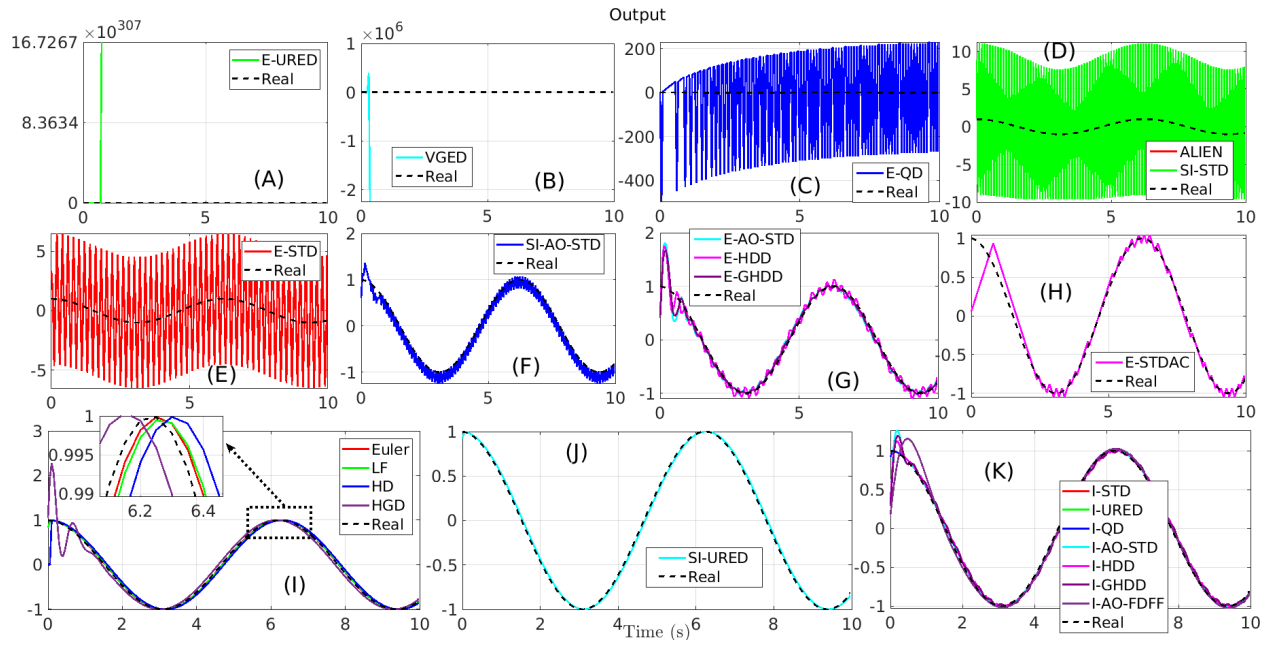 Output
×10^307
16.7267
8.3634
0
0
5
10
E-URED
Real
(A)
×10^6
1
0
-1
-2
0
5
10
VGED
Real
(B)
200
0
-200
-400
0
5
10
E-QD
Real
(C)
10
5
0
-5
-10
0
5
10
ALIEN
SI-STD
Real
(D)
5
0
-5
0
5
10
E-STD
Real
(E)
2
1
0
-1
0
5
10
SI-AO-STD
Real
(F)
2
1
0
-1
0
5
10
E-AO-STD
E-HDD
E-GHDD
Real
(G)
1
0.5
0
-0.5
-1
0
5
10
E-STDAC
Real
(H)
3
2
1
0
-1
0
2
4
6
8
10
1
0.995
0.99
6.2
6.4
Euler
LF
HD
HGD
Real
(I)
1
0.5
0
-0.5
-1
0
2
4
6
8
10
SI-URED
Real
(J)
Time (s)
1
0.5
0
-0.5
-1
0
2
4
6
8
10
I-STD
I-URED
I-QD
I-AO-STD
I-HDD
I-GHDD
I-AO-FDFF
Real
(K)